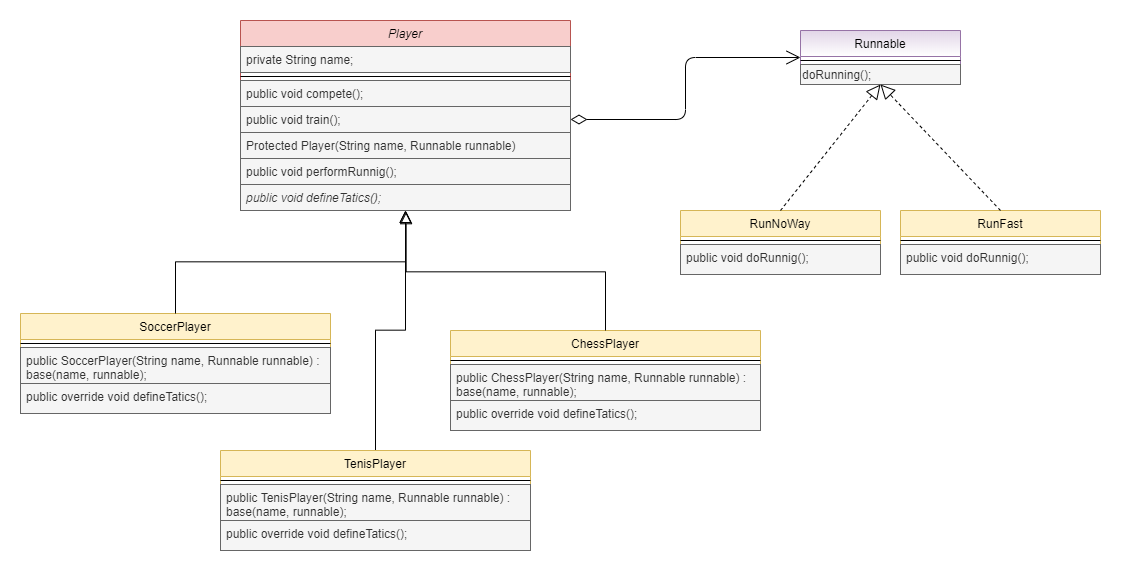 Player
private String name;
public void compete();
public void train();
Protected Player(String name, Runnable runnable)
public void performRunnig();
public void defineTatics();
Runnable
doRunning();
RunNoWay
public void doRunnig();
RunFast
public void doRunnig();
SoccerPlayer
public SoccerPlayer(String name, Runnable runnable) :
base(name, runnable);
public override void defineTatics();
ChessPlayer
public ChessPlayer(String name, Runnable runnable) :
base(name, runnable);
public override void defineTatics();
TenisPlayer
public TenisPlayer(String name, Runnable runnable) :
base(name, runnable);
public override void defineTatics();